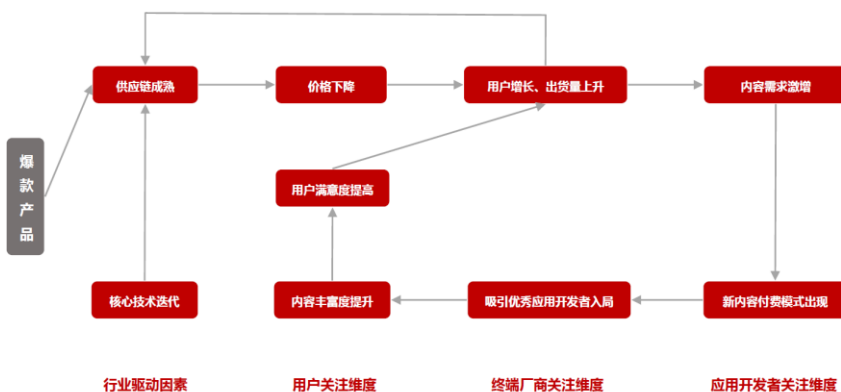 供应链成熟
价格下降
用户增长、出货量上升
内容需求激增
爆
款
产
品
用户满意度提高
核心技术迭代
内容丰富度提升
吸引优秀应用开发者入局
新内容付费模式出现
行业驱动因素
用户关注维度
终端厂商关注维度
应用开发者关注维度